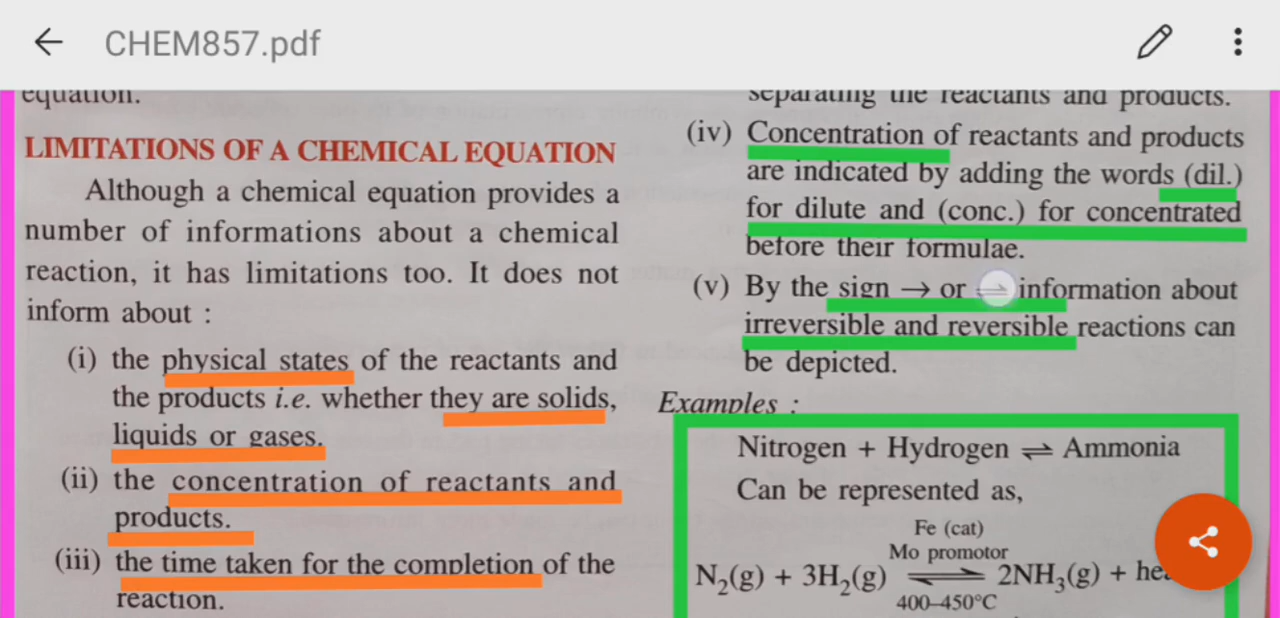 CHEM857.pdf
equation.
LIMITATIONS OF A CHEMICAL EQUATION
Although a chemical equation provides a
number of informations about a chemical
reaction, it has limitations too. It does not
inform about :
(i) the physical states of the reactants and
the products i.e. whether they are solids,
liquids or gases.
(ii) the concentration of reactants and
products.
(iii) the time taken for the completion of the
reaction.
separating the reactants and products.
(iv) Concentration of reactants and products
are indicated by adding the words (dil.)
for dilute and (conc.) for concentrated
before their formulae.
(v) By the sign → or ⇌ information about
irreversible and reversible reactions can
be depicted.
Examples :
Nitrogen + Hydrogen ⇌ Ammonia
Can be represented as,
Fe (cat)
Mo promotor
N₂(g) + 3H₂(g) ⇌ 2NH₃(g) +
400–450°C